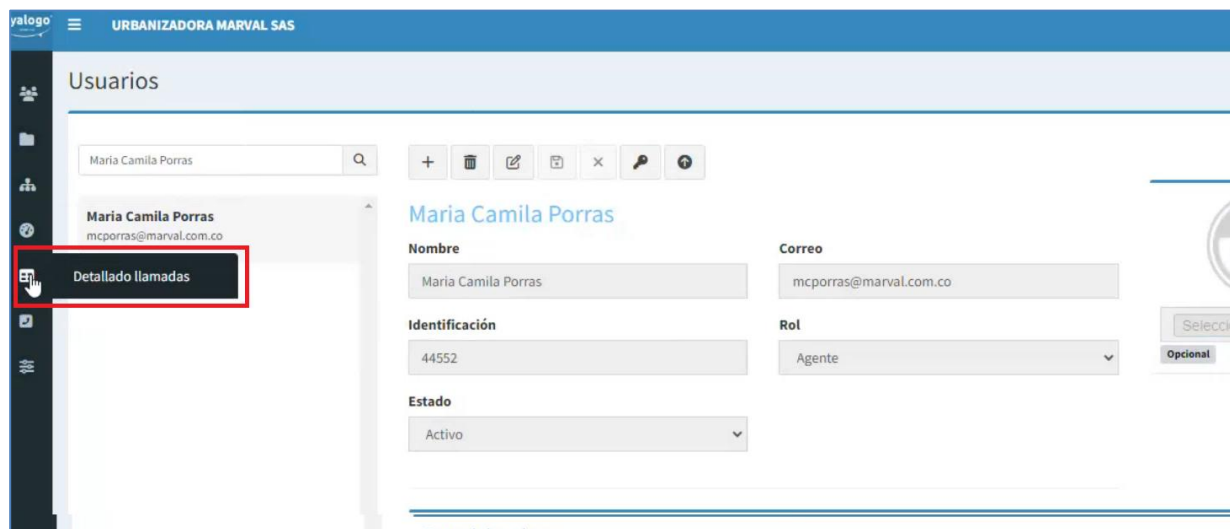 yalogo
URBANIZADORA MARVAL SAS
Usuarios
Maria Camila Porras
Maria Camila Porras
mcporras@marval.com.co
Detallado llamadas
Maria Camila Porras
Nombre
Correo
Maria Camila Porras
mcporras@marval.com.co
Identificación
Rol
44552
Agente
Selecci
Opcional
Estado
Activo